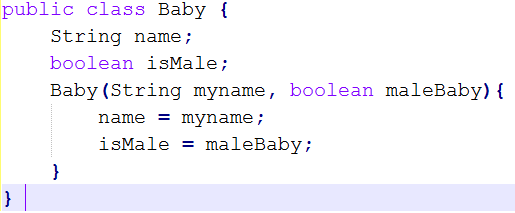 public class Baby {
    String name;
    boolean isMale;
    Baby(String myname, boolean maleBaby){
        name = myname;
        isMale = maleBaby;
    }
}